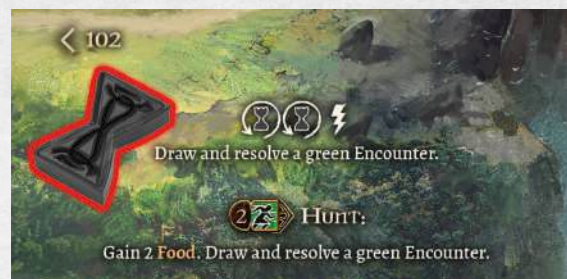 < 102
Draw and resolve a green Encounter.
2 HUNT:
Gain 2 Food. Draw and resolve a green Encounter.